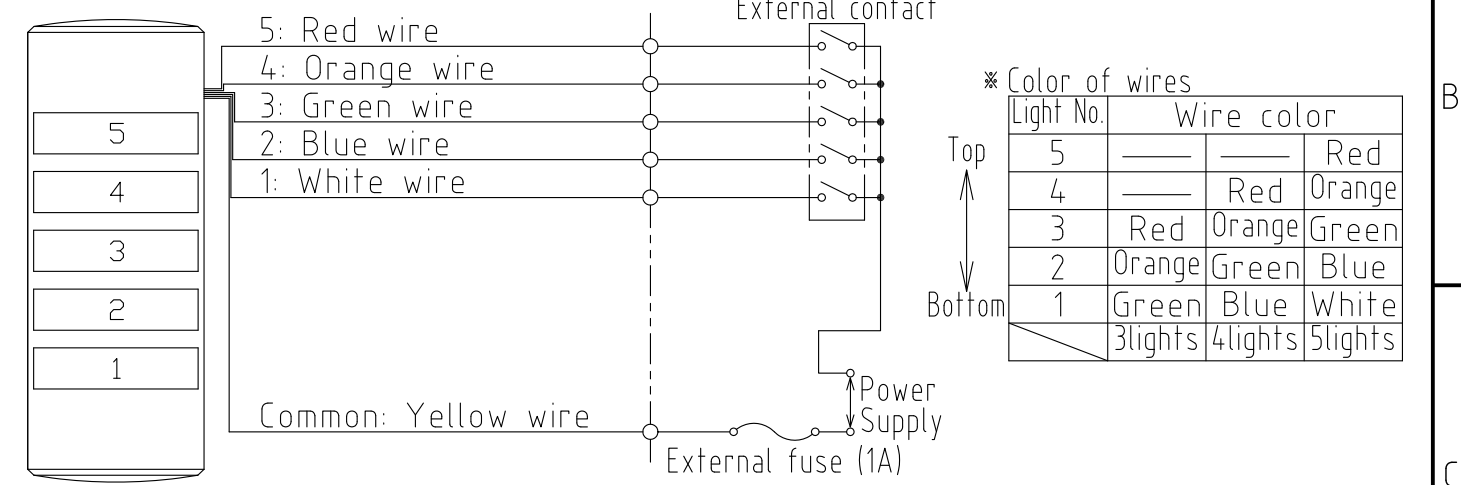 External contact
5: Red wire
4: Orange wire
3: Green wire
2: Blue wire
1: White wire
5
4
3
2
1
Common: Yellow wire
External fuse (1A)
Power
Supply
※ Color of wires
Light No. Wire color
Top 5 — — Red
4 — Red Orange
3 Red Orange Green
2 Orange Green Blue
Bottom 1 Green Blue White
3lights 4lights 5lights
B
C